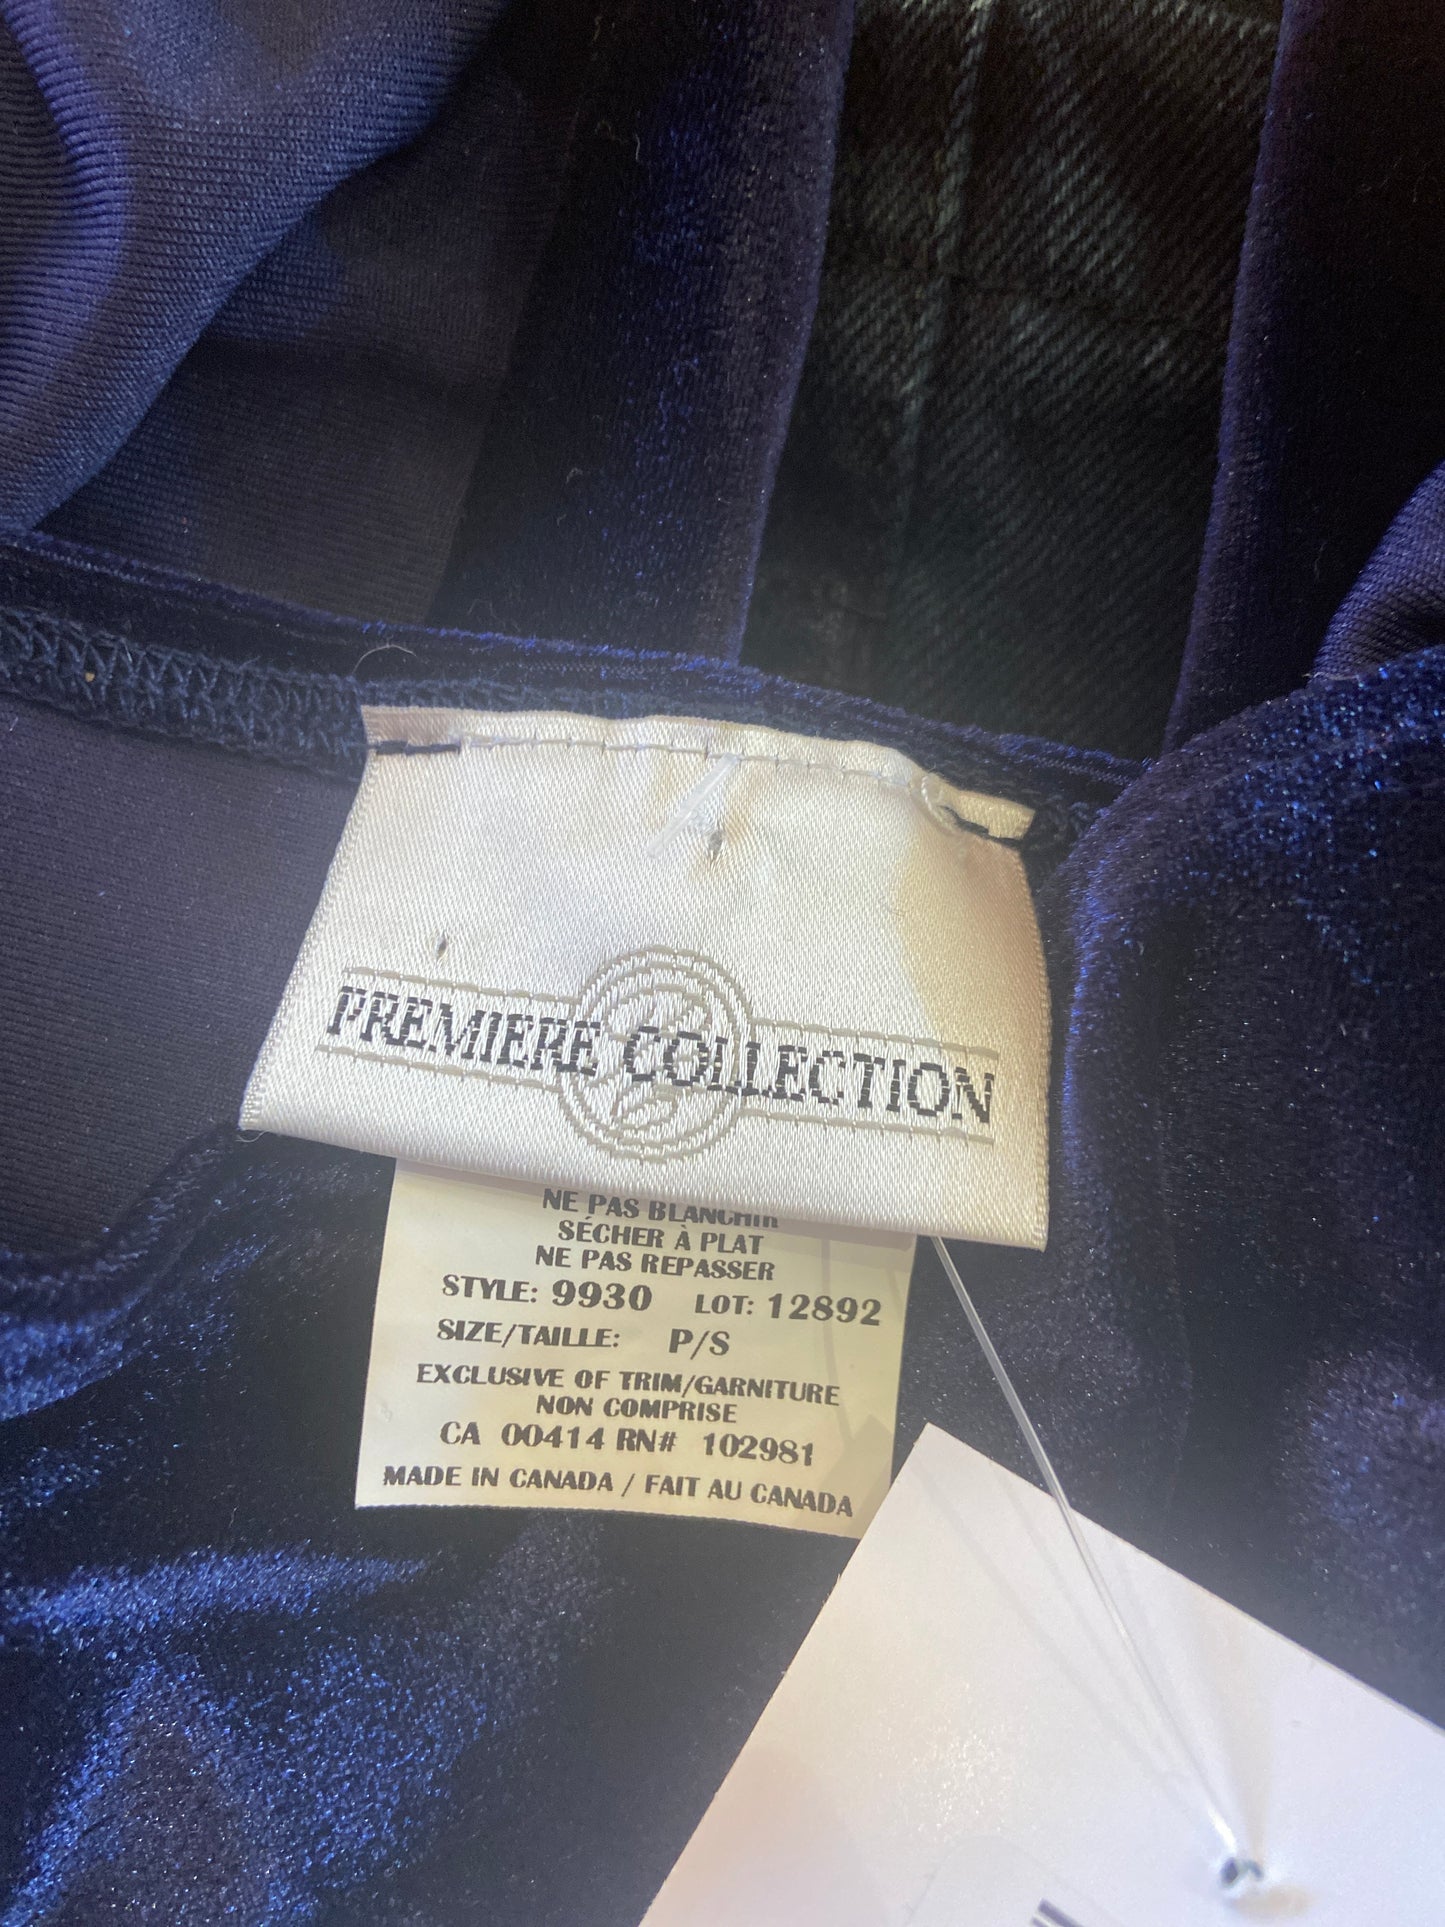 PREMIERE COLLECTION
NE PAS BLANCHIR
SÉCHER À PLAT
NE PAS REPASSER
STYLE: 9930 LOT: 12892
SIZE/TAILLE: P/S
EXCLUSIVE OF TRIM/GARNITURE
NON COMPRISE
CA 00414 RN# 102981
MADE IN CANADA / FAIT AU CANADA